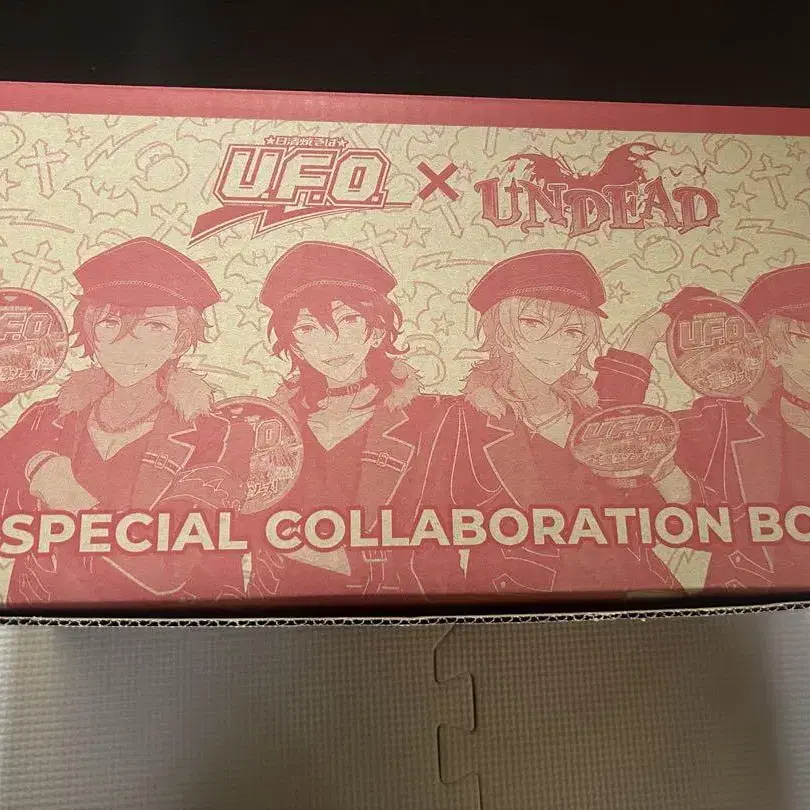 ★日清焼そば★
U.F.O. × UNDEAD
U.F.O.
U.F.O.
U.F.O.
SPECIAL COLLABORATION BO